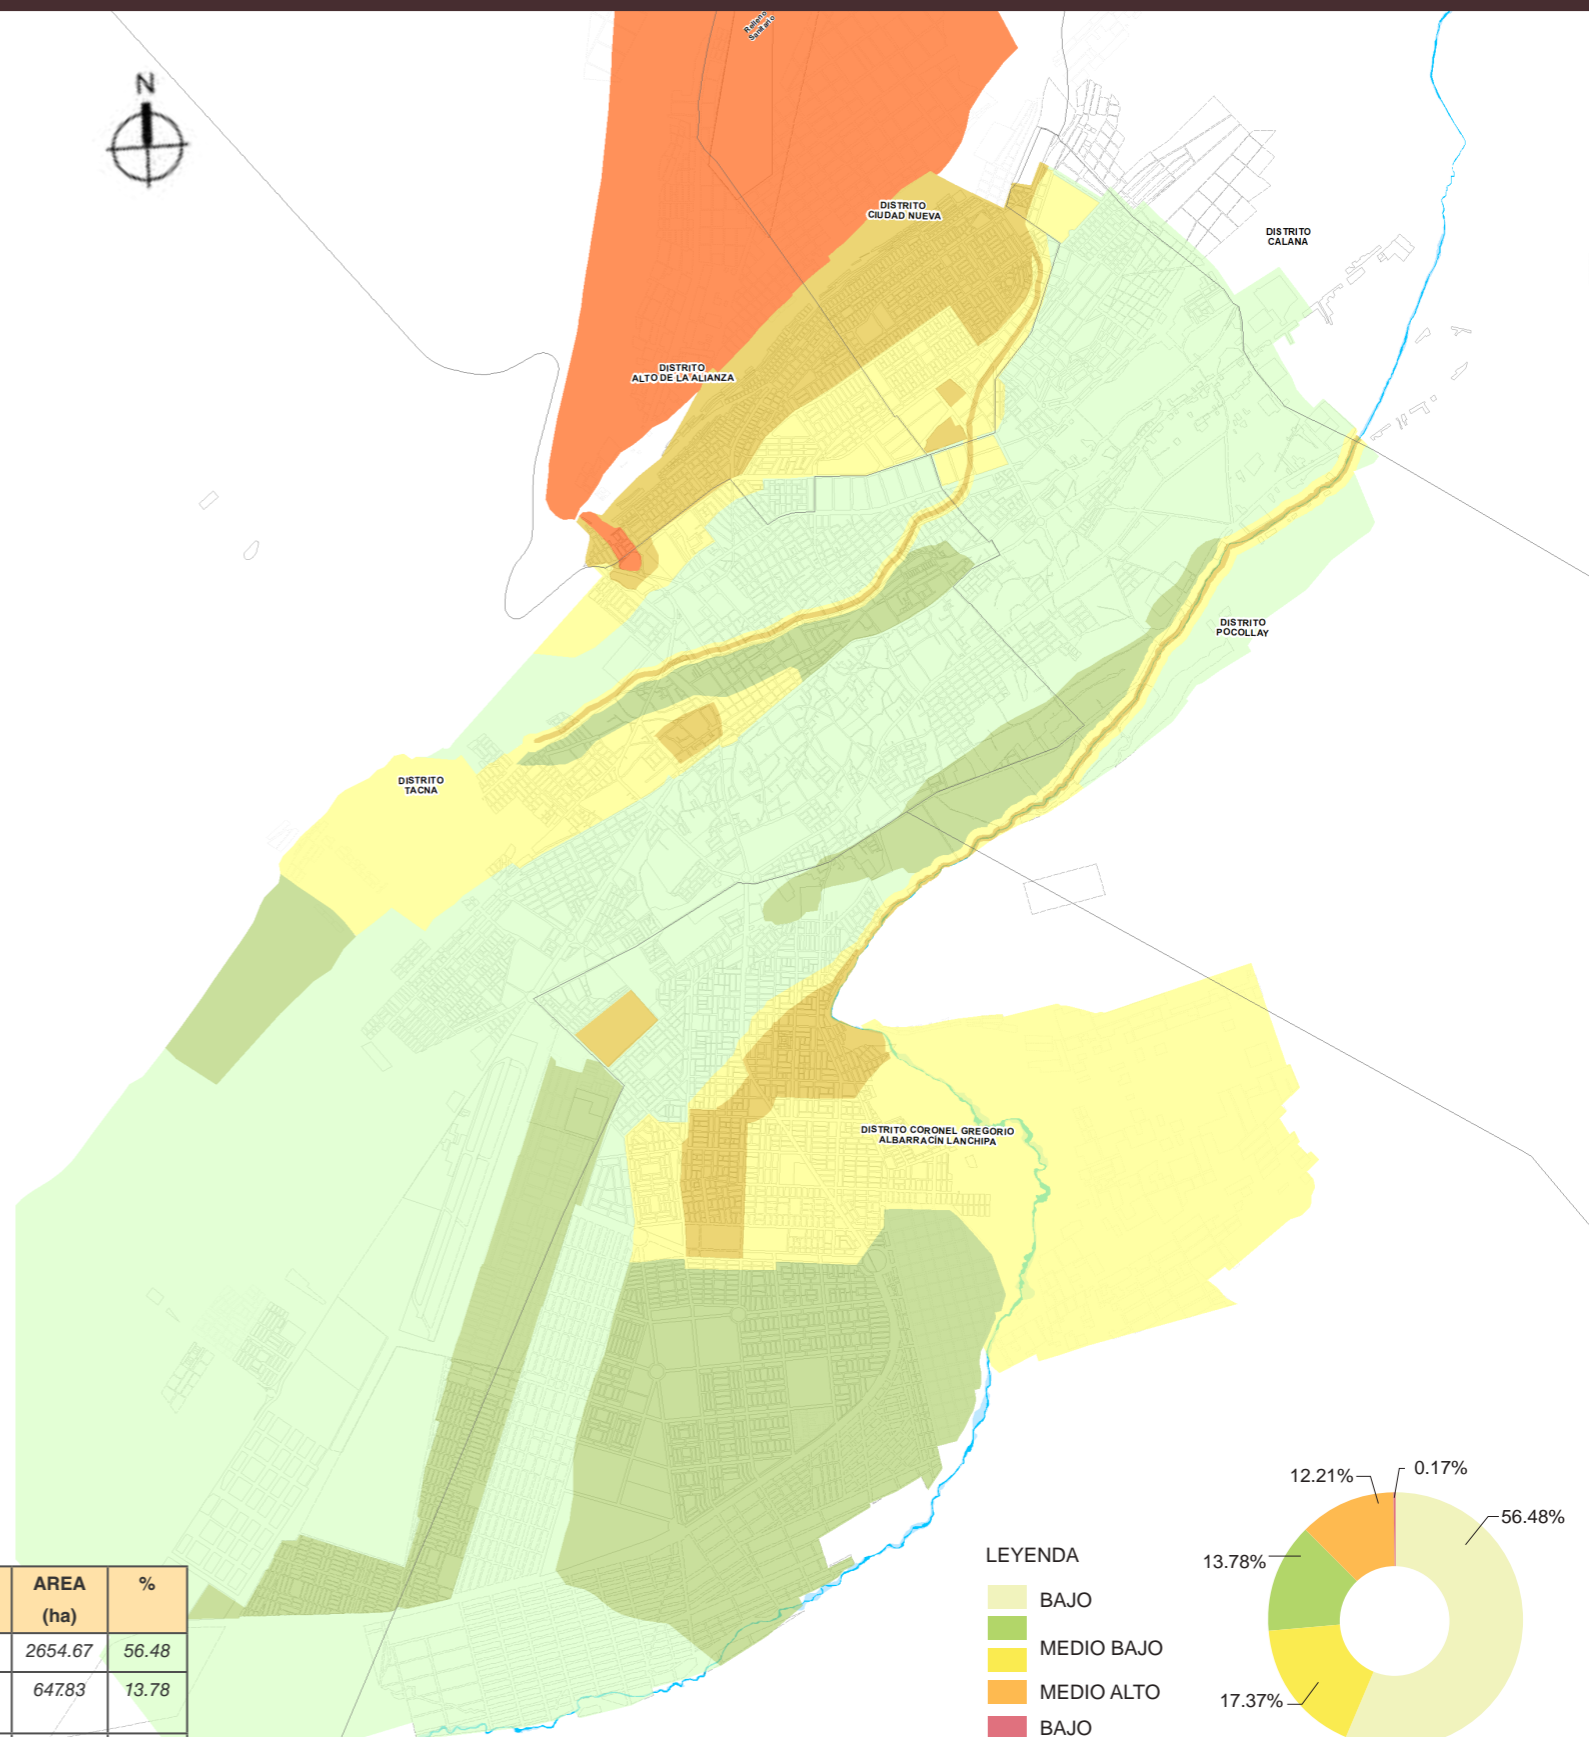 Relleno
Sanitario
N
DISTRITO
CIUDAD NUEVA
DISTRITO
CALANA
DISTRITO
ALTO DE LA ALIANZA
DISTRITO
POCOLLAY
DISTRITO
TACNA
DISTRITO CORONEL GREGORIO
ALBARRACÍN LANCHIPA
AREA
(ha)
%
2654.67
56.48
647.83
13.78
LEYENDA
BAJO
MEDIO BAJO
MEDIO ALTO
BAJO
12.21%
0.17%
56.48%
13.78%
17.37%